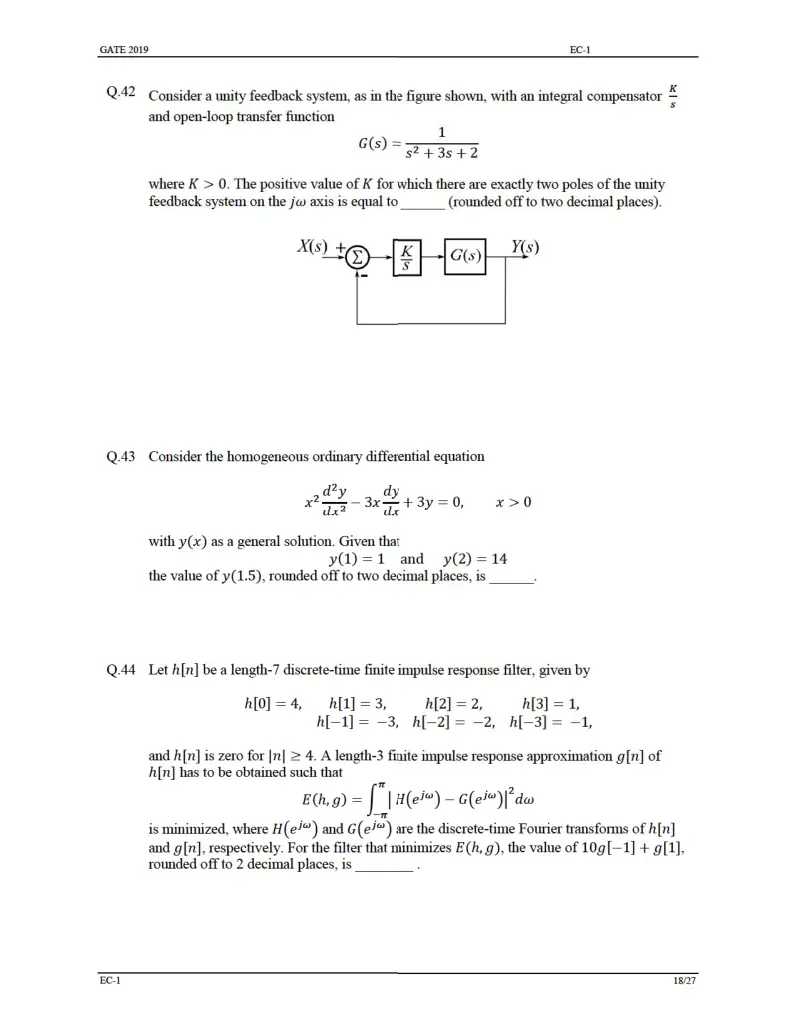 GATE 2019 EC-1
Q.42 Consider a unity feedback system, as in the figure shown, with an integral compensator K/s
and open-loop transfer function
G(s) = 1/(s² + 3s + 2)
where K > 0. The positive value of K for which there are exactly two poles of the unity
feedback system on the jω axis is equal to ______ (rounded off to two decimal places).
X(s) + Σ - K/s G(s) Y(s)
Q.43 Consider the homogeneous ordinary differential equation
x² d²y/dx² − 3x dy/dx + 3y = 0, x > 0
with y(x) as a general solution. Given that
y(1) = 1 and y(2) = 14
the value of y(1.5), rounded off to two decimal places, is ______.
Q.44 Let h[n] be a length-7 discrete-time finite impulse response filter, given by
h[0] = 4, h[1] = 3, h[2] = 2, h[3] = 1,
h[−1] = −3, h[−2] = −2, h[−3] = −1,
and h[n] is zero for |n| ≥ 4. A length-3 finite impulse response approximation g[n] of
h[n] has to be obtained such that
E(h, g) = ∫_{−π}^{π} |H(e^{jω}) − G(e^{jω})|² dω
is minimized, where H(e^{jω}) and G(e^{jω}) are the discrete-time Fourier transforms of h[n]
and g[n], respectively. For the filter that minimizes E(h, g), the value of 10g[−1] + g[1],
rounded off to 2 decimal places, is ________ .
EC-1 18/27